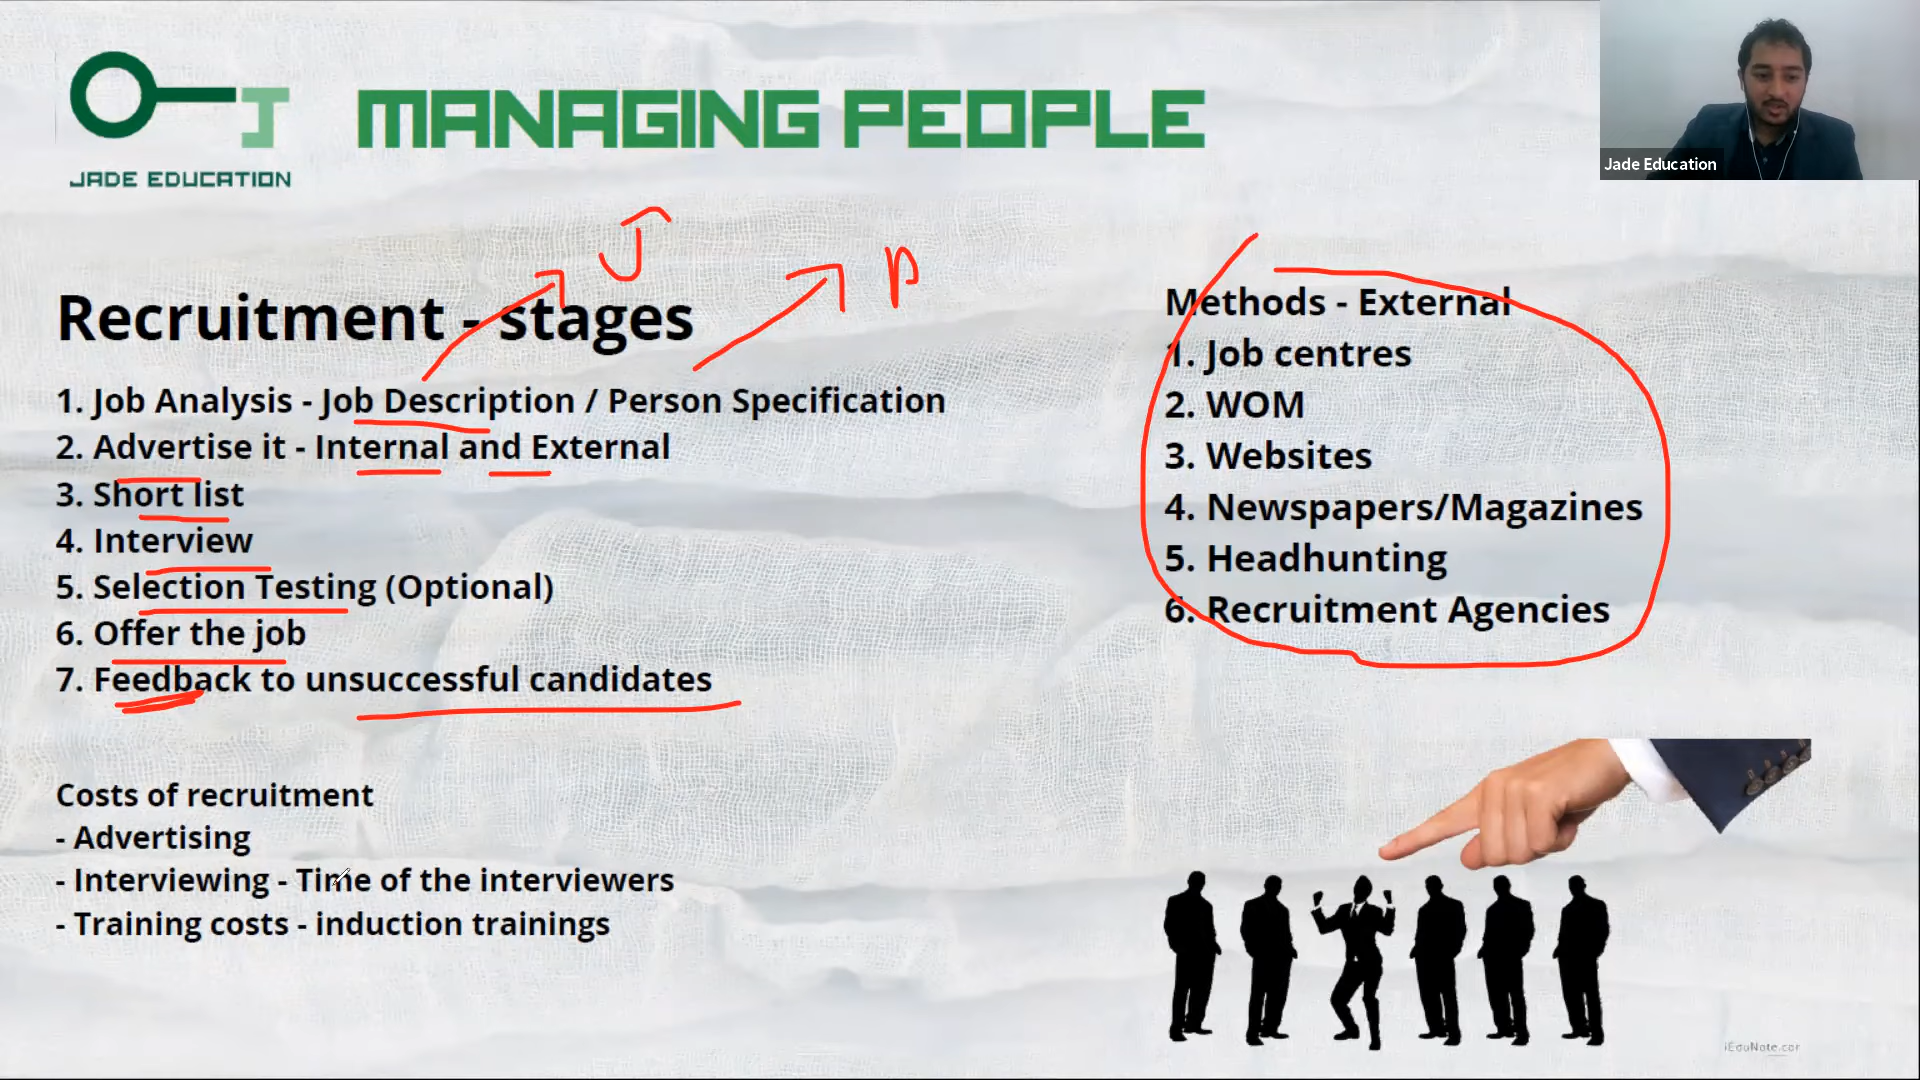 J
JADE EDUCATION
MANAGING PEOPLE
Jade Education
J
P
Recruitment - stages
1. Job Analysis - Job Description / Person Specification
2. Advertise it - Internal and External
3. Short list
4. Interview
5. Selection Testing (Optional)
6. Offer the job
7. Feedback to unsuccessful candidates
Costs of recruitment
- Advertising
- Interviewing - Time of the interviewers
- Training costs - induction trainings
Methods - External
1. Job centres
2. WOM
3. Websites
4. Newspapers/Magazines
5. Headhunting
6. Recruitment Agencies
iEduNote.com